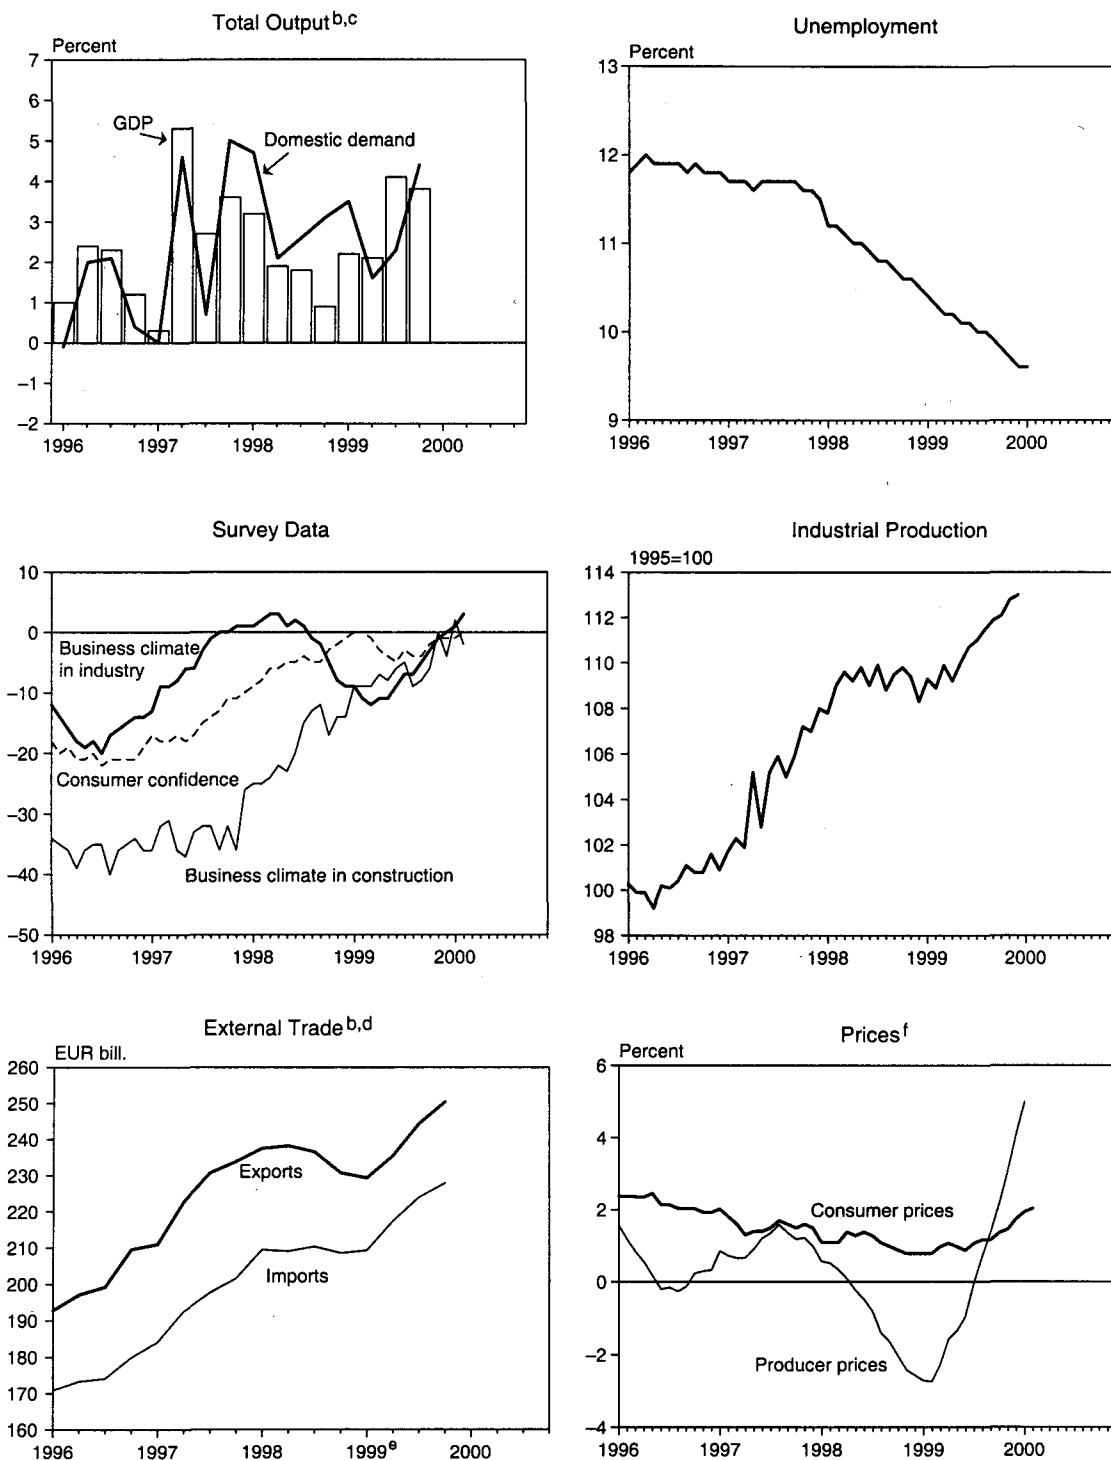 Total Output b,c
Percent
7
6
5
4
3
2
1
0
−1
−2
GDP
Domestic demand
1996 1997 1998 1999 2000
Unemployment
Percent
13
12
11
10
9
1996 1997 1998 1999 2000
Survey Data
10
0
−10
−20
−30
−40
−50
Business climate
in industry
Consumer confidence
Business climate in construction
1996 1997 1998 1999 2000
Industrial Production
1995=100
114
112
110
108
106
104
102
100
98
1996 1997 1998 1999 2000
External Trade b,d
EUR bill.
260
250
240
230
220
210
200
190
180
170
160
Exports
Imports
1996 1997 1998 1999e 2000
Prices f
Percent
6
4
2
0
−2
−4
Consumer prices
Producer prices
1996 1997 1998 1999 2000